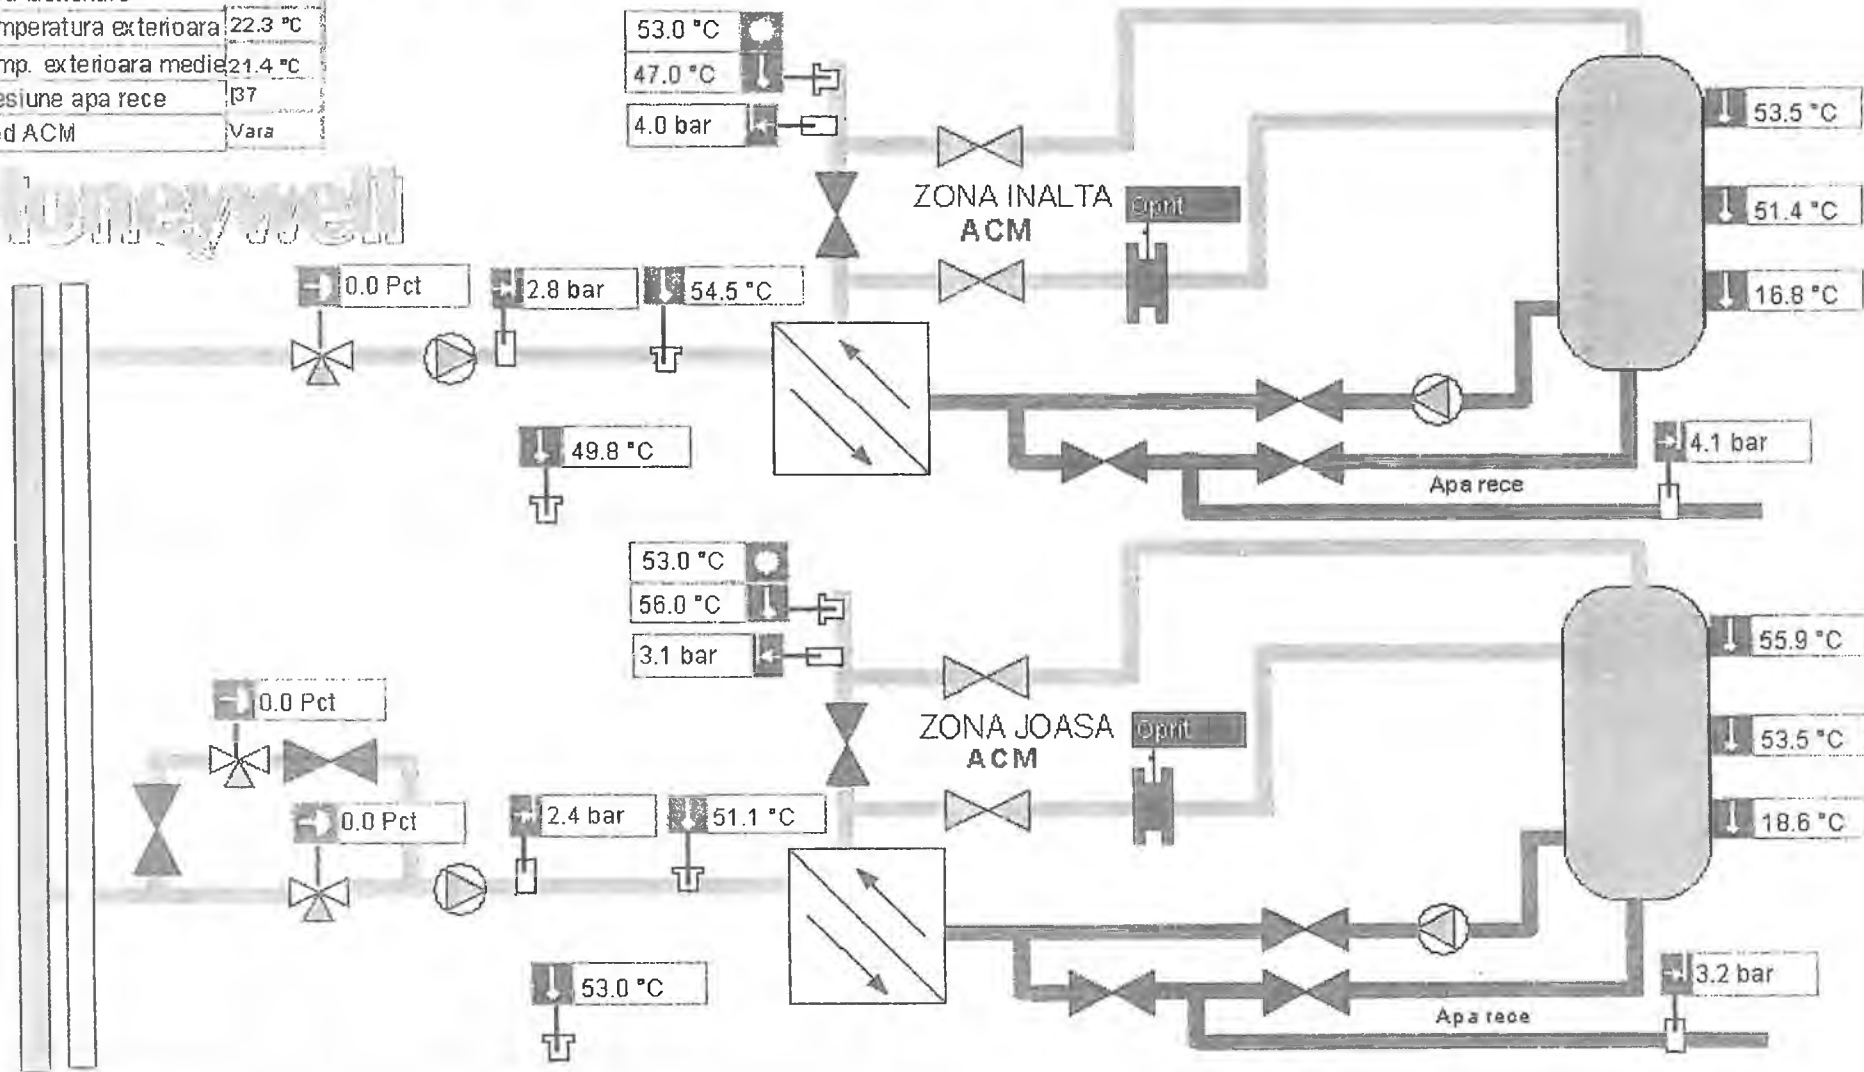 mperatura exterioara 22.3 °C
mp. exterioara medie 21.4 °C
esiune apa rece 37
d ACM Vara
Honeywell
53.0 °C
47.0 °C
4.0 bar
ZONA INALTA
ACM
Oprit
53.5 °C
51.4 °C
16.8 °C
0.0 Pct
2.8 bar
54.5 °C
49.8 °C
4.1 bar
Apa rece
53.0 °C
56.0 °C
3.1 bar
ZONA JOASA
ACM
Oprit
55.9 °C
53.5 °C
18.6 °C
0.0 Pct
0.0 Pct
2.4 bar
51.1 °C
53.0 °C
3.2 bar
Apa rece